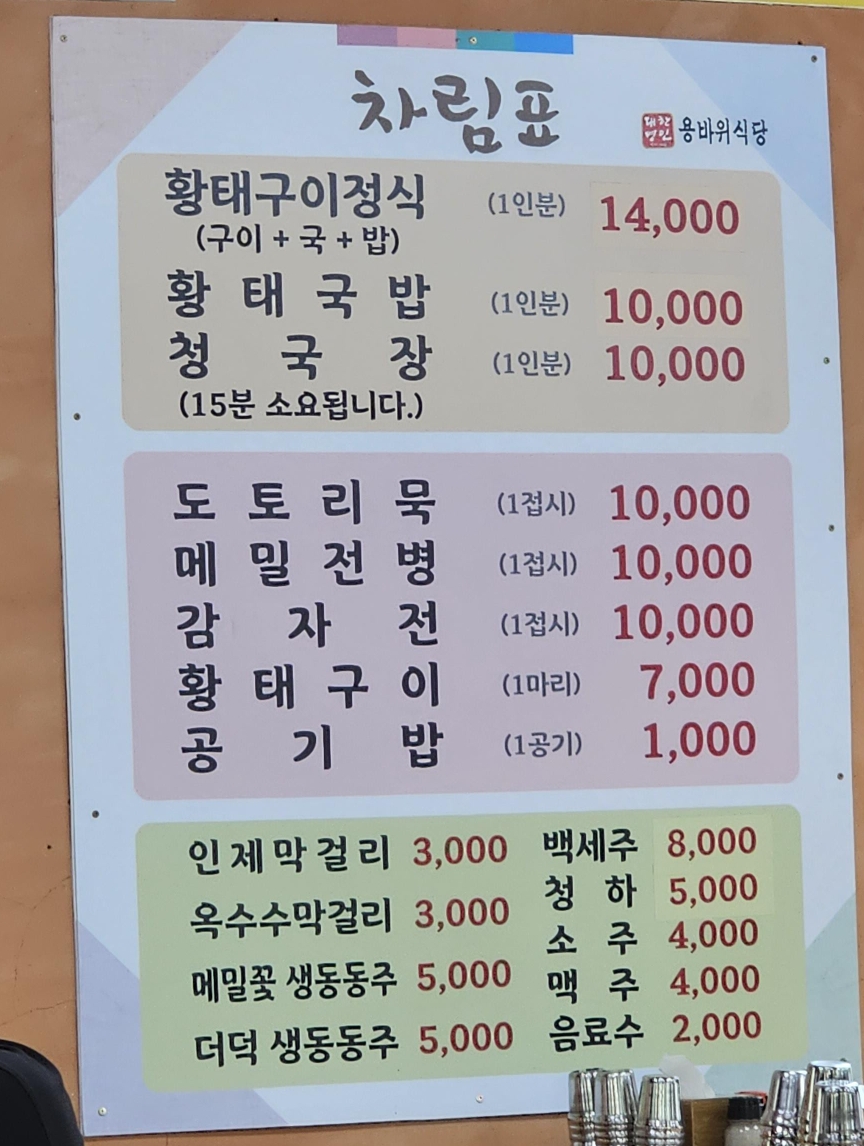 차림표
대한명인 용바위식당
황태구이정식 (1인분) 14,000
(구이 + 국 + 밥)
황태국밥 (1인분) 10,000
청국장 (1인분) 10,000
(15분 소요됩니다.)
도토리묵 (1접시) 10,000
메밀전병 (1접시) 10,000
감자전 (1접시) 10,000
황태구이 (1마리) 7,000
공기밥 (1공기) 1,000
인제막걸리 3,000
옥수수막걸리 3,000
메밀꽃 생동동주 5,000
더덕 생동동주 5,000
백세주 8,000
청하 5,000
소주 4,000
맥주 4,000
음료수 2,000